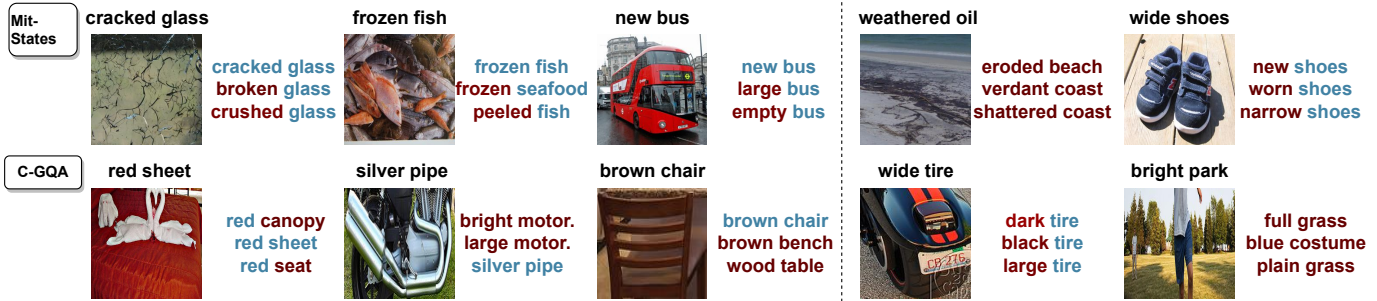 Mit-
States
cracked glass
cracked glass
broken glass
crushed glass
frozen fish
frozen fish
frozen seafood
peeled fish
new bus
new bus
large bus
empty bus
weathered oil
eroded beach
verdant coast
shattered coast
wide shoes
new shoes
worn shoes
narrow shoes
C-GQA
red sheet
red canopy
red sheet
red seat
silver pipe
bright motor.
large motor.
silver pipe
brown chair
brown chair
brown bench
wood table
wide tire
dark tire
black tire
large tire
CB·276
bright park
full grass
blue costume
plain grass